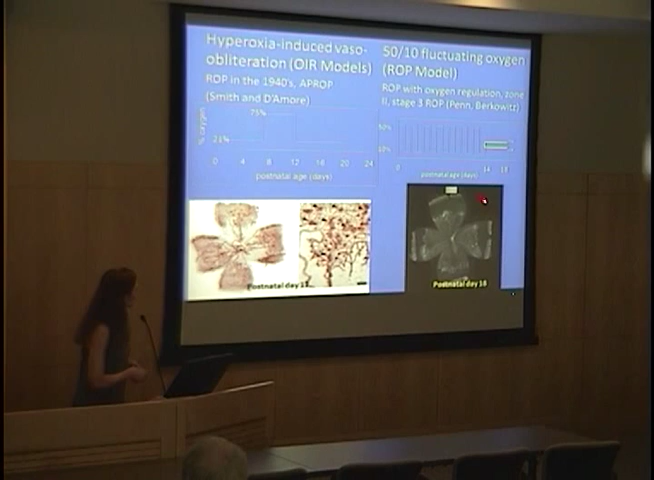 Hyperoxia-induced vaso-
obliteration (OIR Models)
ROP in the 1940's, APROP
(Smith and D'Amore)
% oxygen
75%
21%
0 4 8 12 16 20 24
postnatal age (days)
Postnatal day
50/10 fluctuating oxygen
(ROP Model)
ROP with oxygen regulation, zone
II, stage 3 ROP (Penn, Berkowitz)
50%
10%
0 14 18
postnatal age (days)
Postnatal day 18